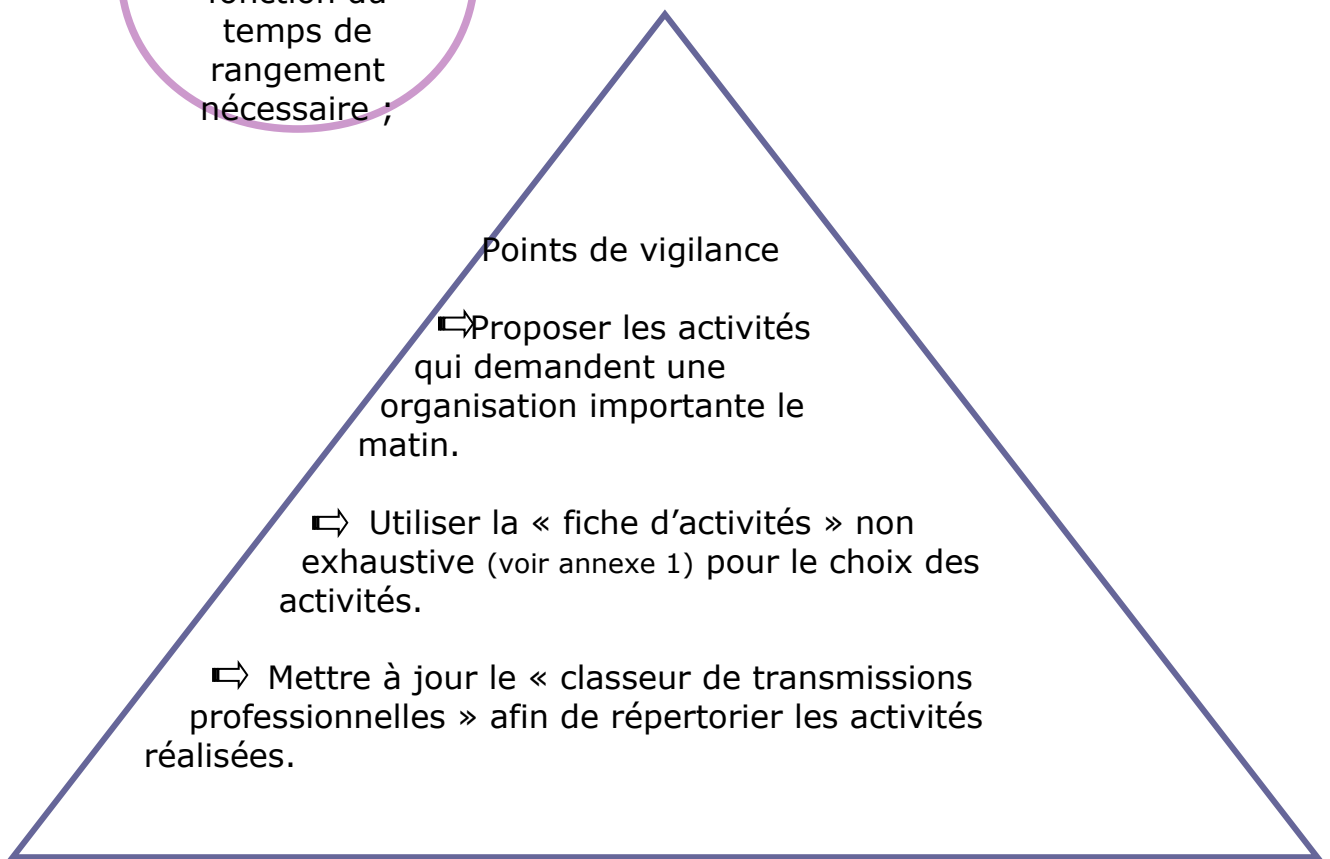 fonction du
temps de
rangement
nécessaire ;
Points de vigilance
⇨Proposer les activités
qui demandent une
organisation importante le
matin.
⇨ Utiliser la « fiche d’activités » non
exhaustive (voir annexe 1) pour le choix des
activités.
⇨ Mettre à jour le « classeur de transmissions
professionnelles » afin de répertorier les activités
réalisées.